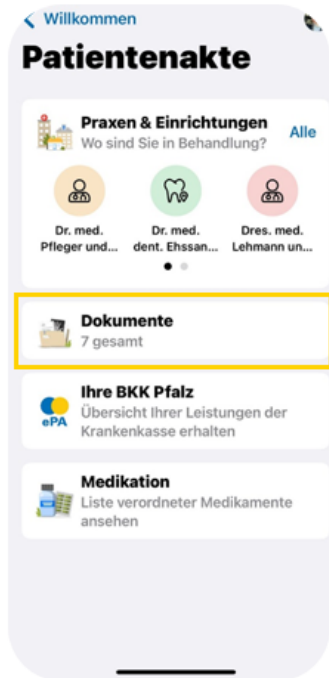 Willkommen
Patientenakte
Praxen & Einrichtungen
Wo sind Sie in Behandlung?
Alle
Dr. med.
Pfleger und...
Dr. med.
dent. Ehssan...
Dres. med.
Lehmann un...
Dokumente
7 gesamt
ePA
Ihre BKK Pfalz
Übersicht Ihrer Leistungen der
Krankenkasse erhalten
Medikation
Liste verordneter Medikamente
ansehen